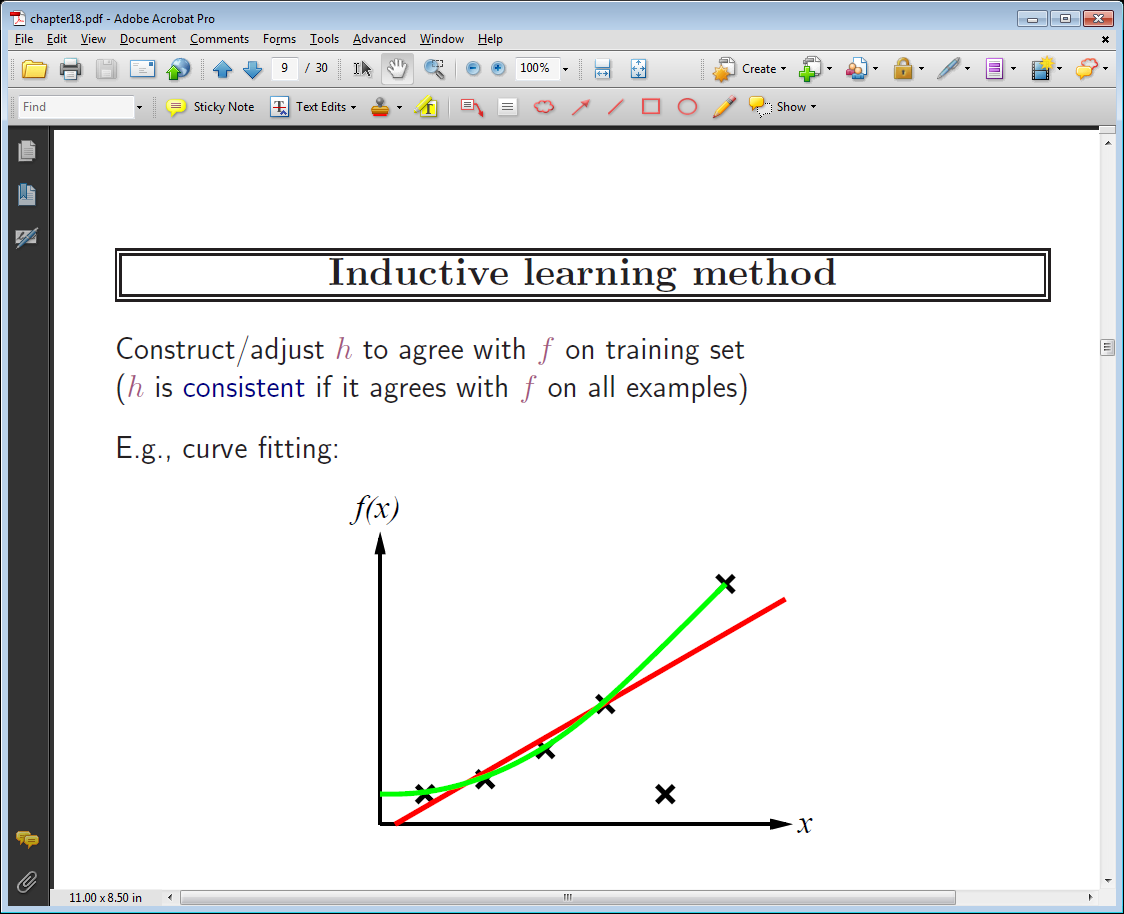 chapter18.pdf - Adobe Acrobat Pro
File Edit View Document Comments Forms Tools Advanced Window Help
9 / 30 100% Create
Find Sticky Note Text Edits T Show
Inductive learning method
Construct/adjust h to agree with f on training set
(h is consistent if it agrees with f on all examples)
E.g., curve fitting:
f(x)
x
11.00 x 8.50 in